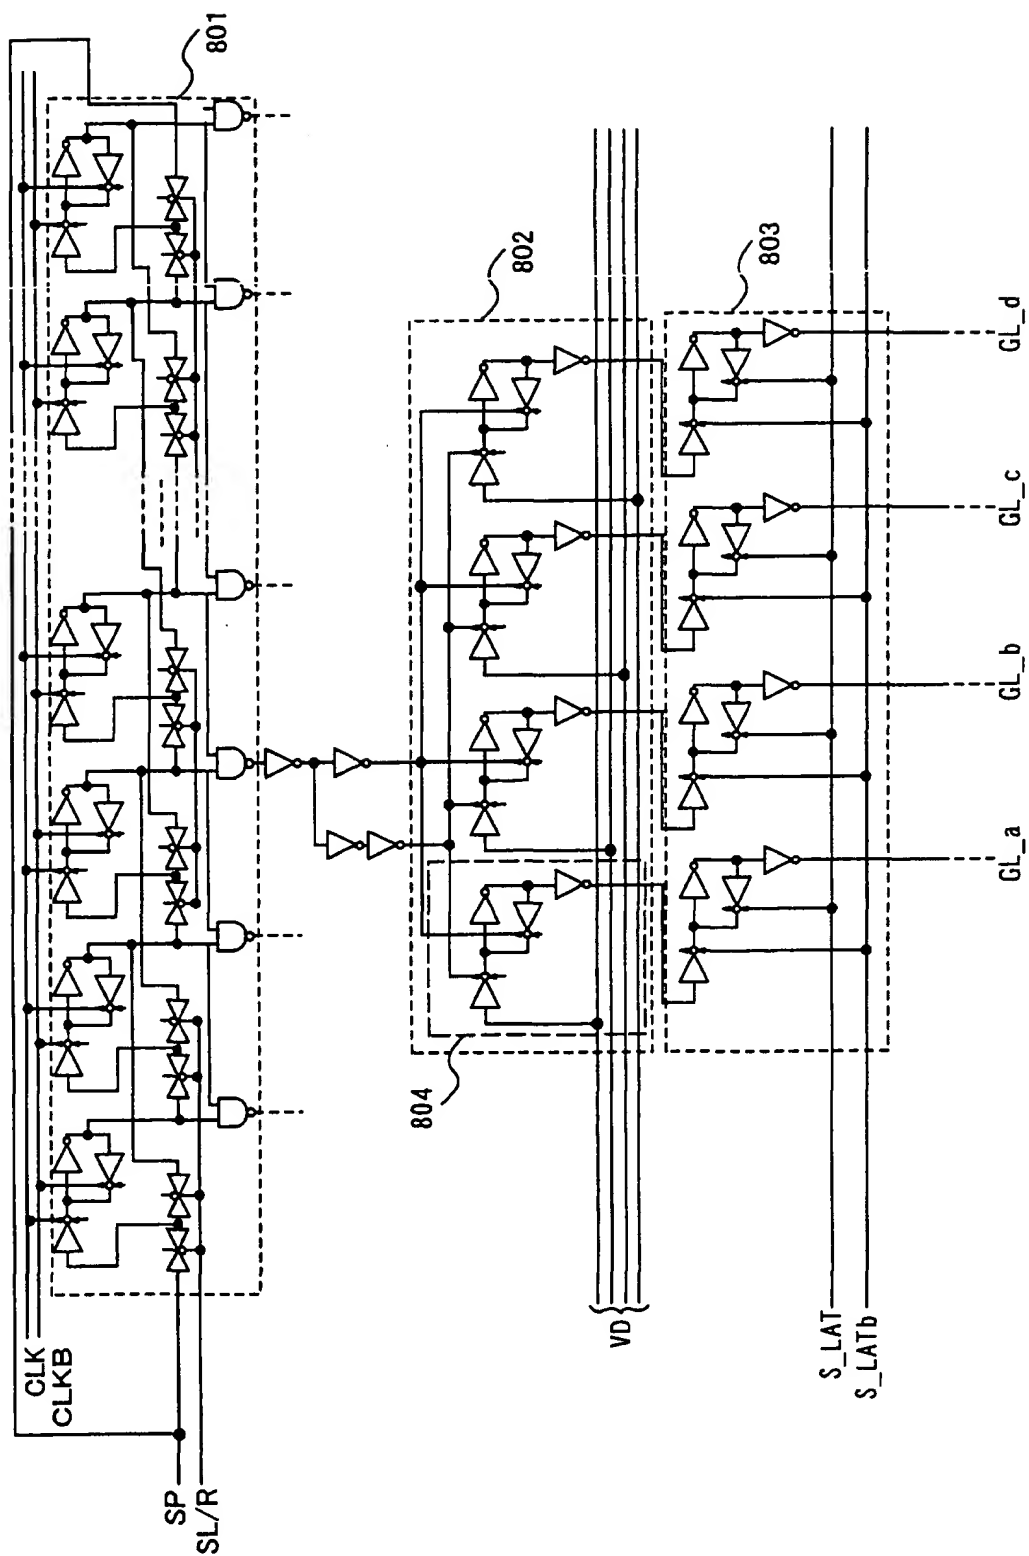 801
CLK
CLKB
SP
SL/R
802
804
VD
803
S_LAT
S_LATb
GL_a
GL_b
GL_c
GL_d